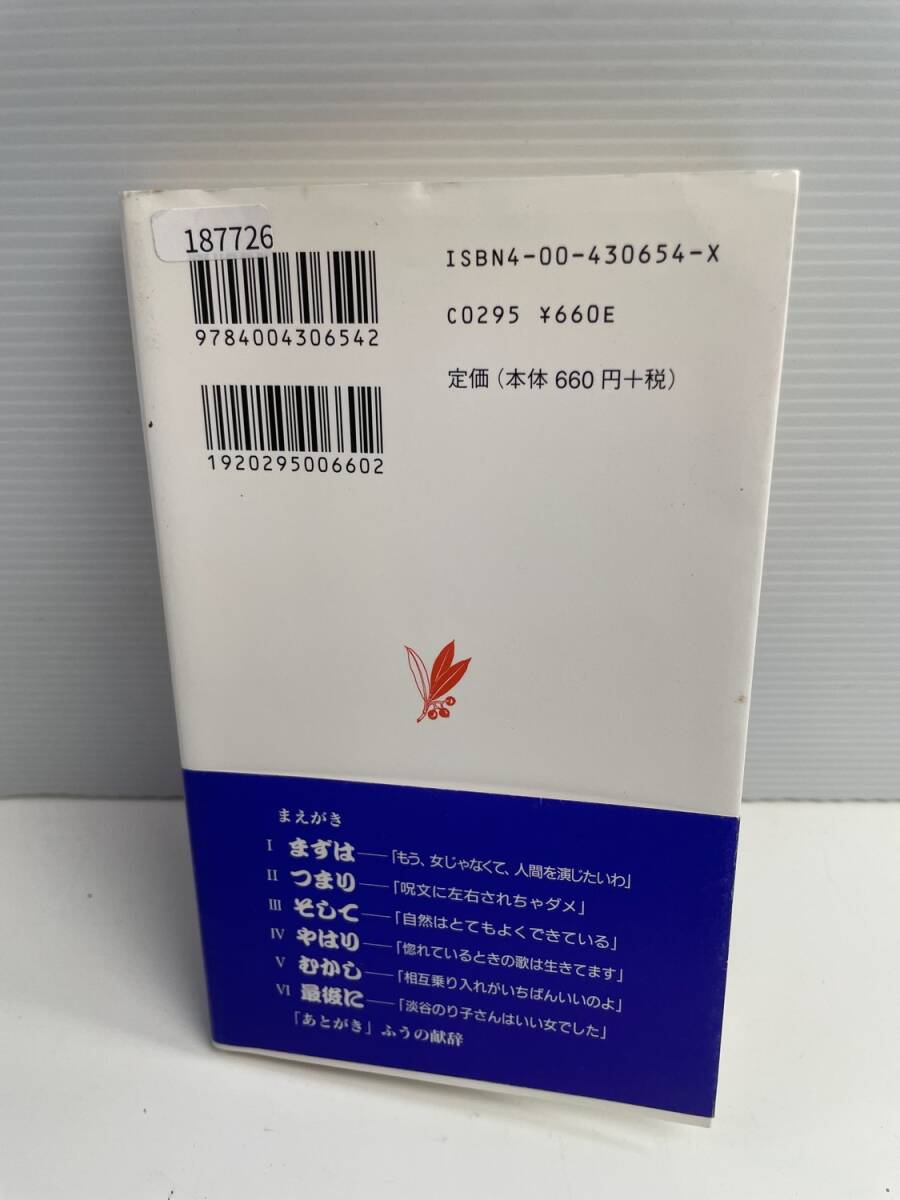 187726
9784004306542
1920295006602
ISBN4-00-430654-X
C0295 ¥660E
定価（本体 660 円＋税）
まえがき
I まずは――「もう、女じゃなくて、人間を演じたいわ」
II つまり――「呪文に左右されちゃダメ」
III そして――「自然はとてもよくできている」
IV やはり――「惚れているときの歌は生きてます」
V むかし――「相互乗り入れがいちばんいいのよ」
VI 最後に――「淡谷のり子さんはいい女でした」
「あとがき」ふうの献辞